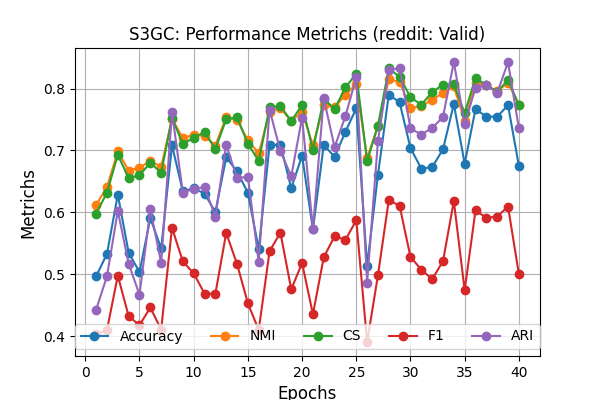 S3GC: Performance Metrichs (reddit: Valid)
Metrichs
0.8
0.7
0.6
0.5
0.4
Accuracy NMI CS F1 ARI
0 5 10 15 20 25 30 35 40
Epochs